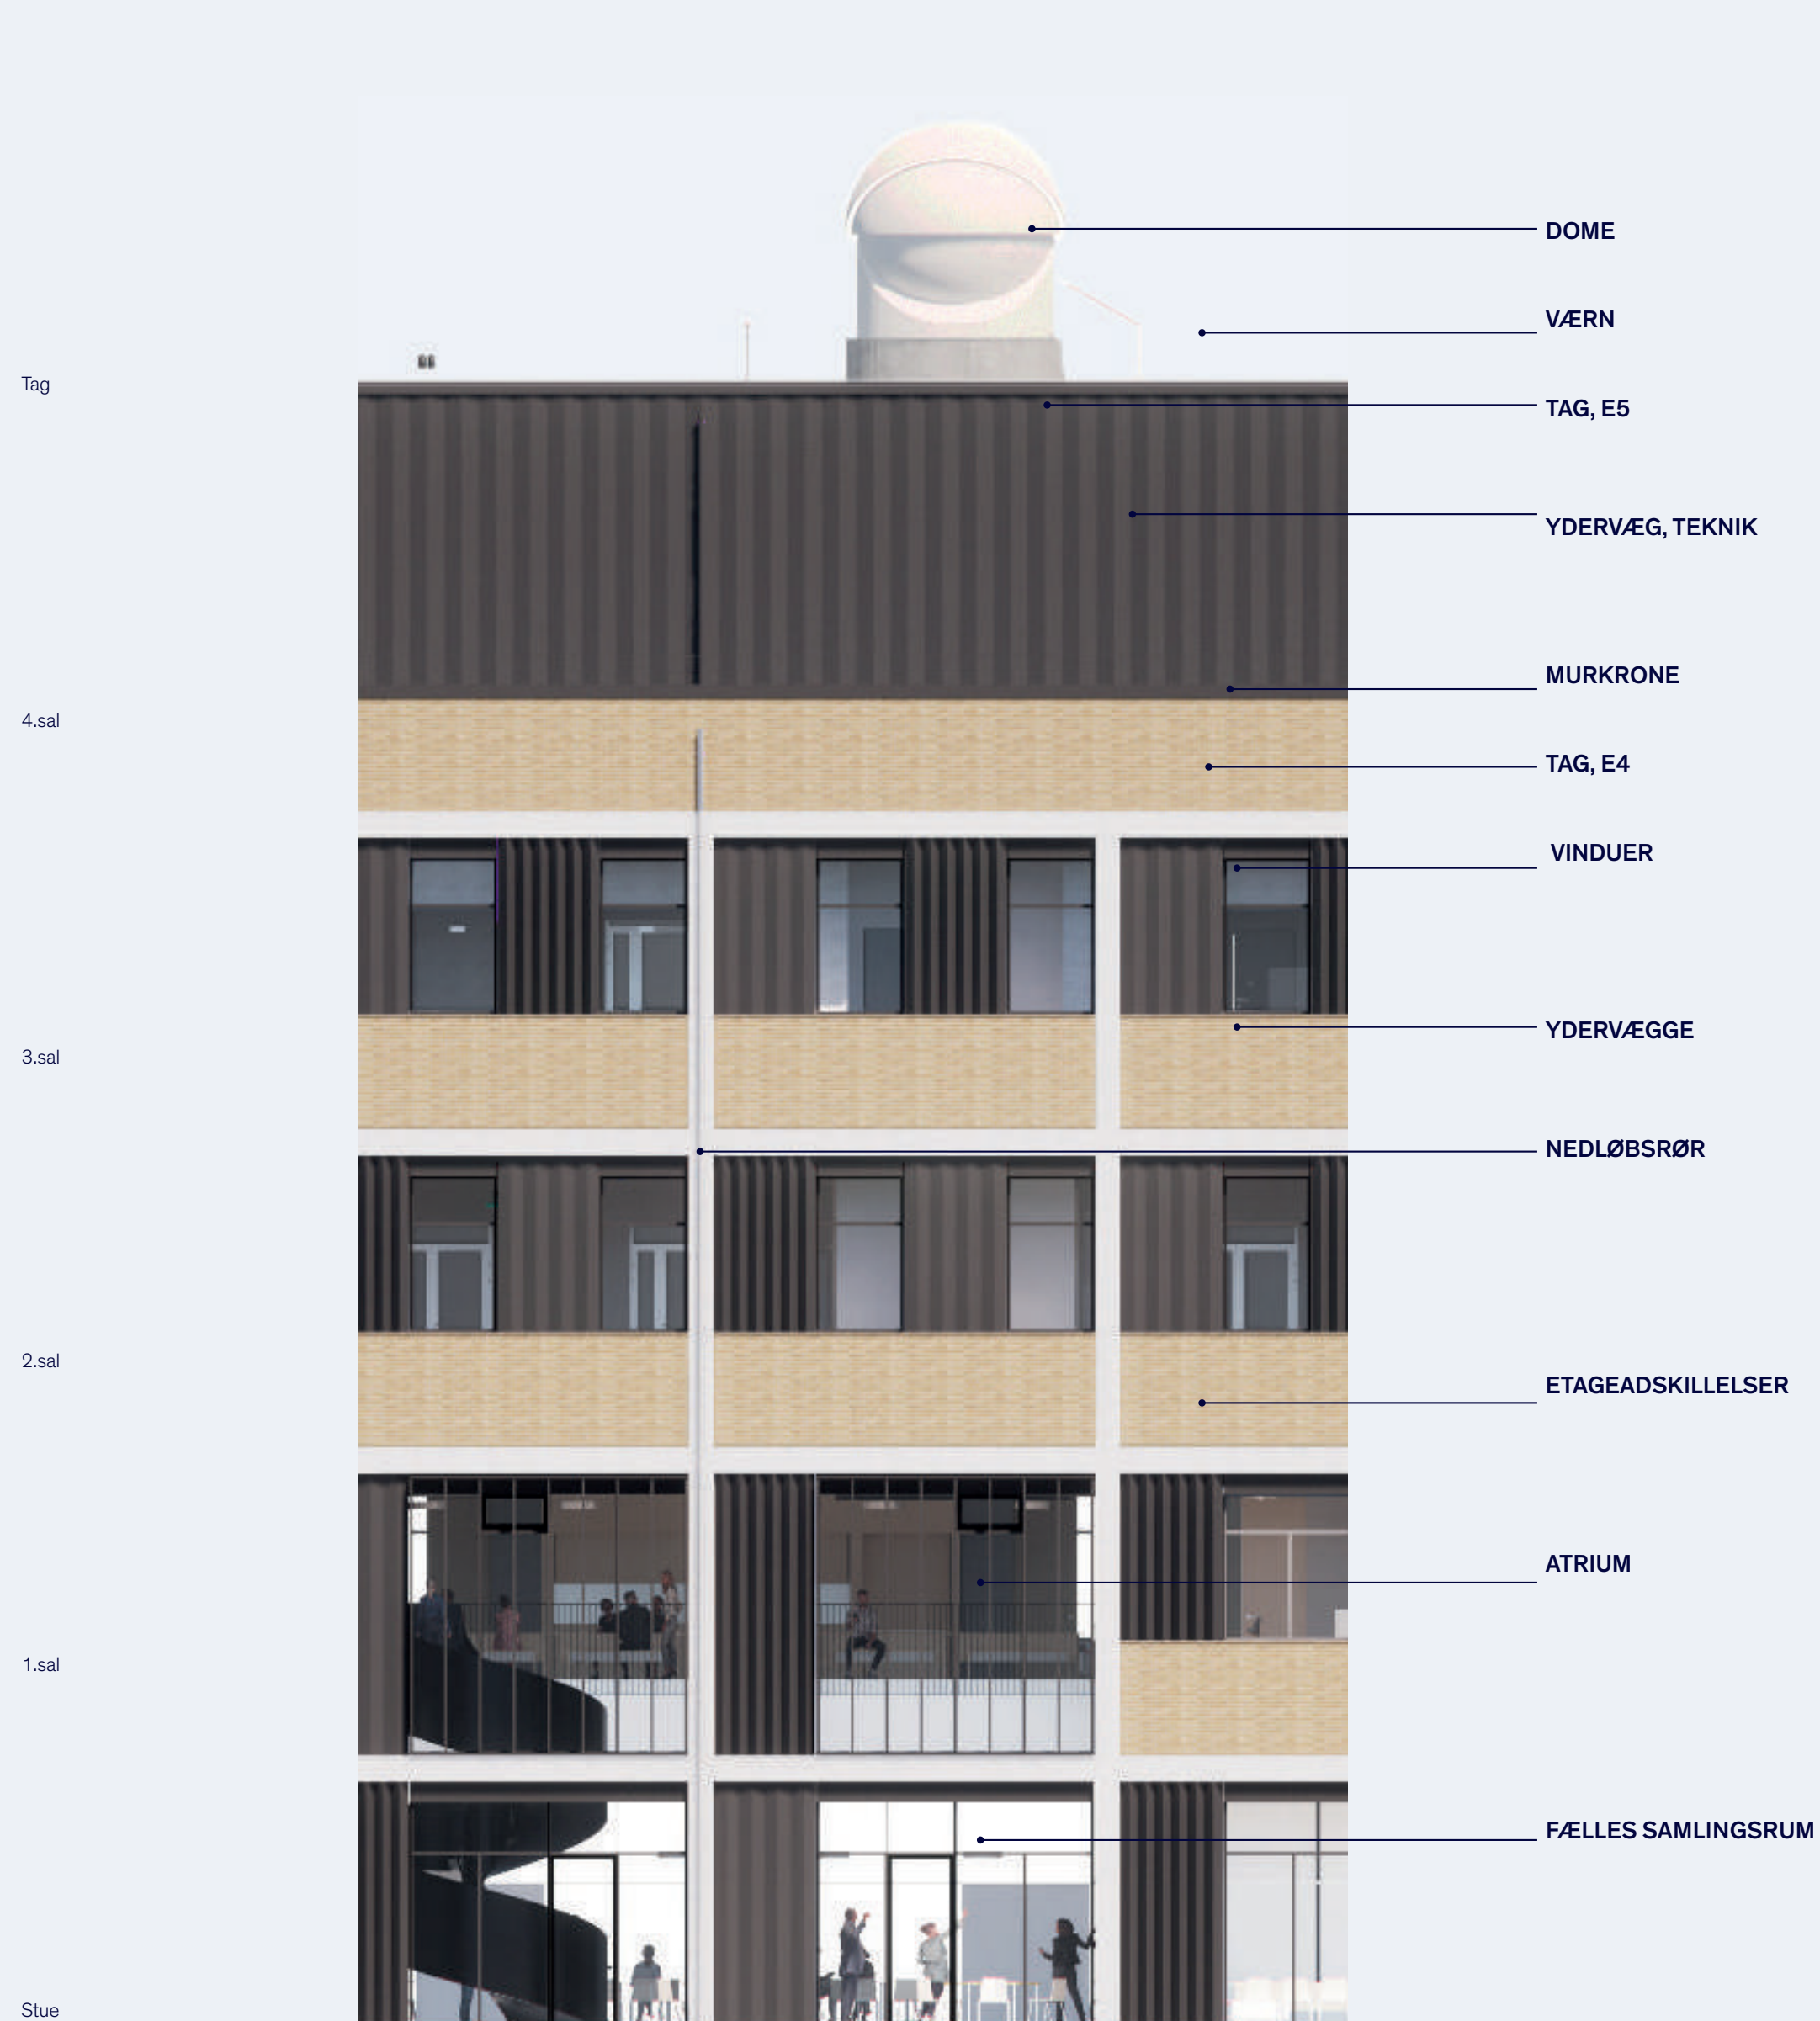 DOME
VÆRN
Tag
TAG, E5
YDERVÆG, TEKNIK
MURKRONE
4.sal
TAG, E4
VINDUER
YDERVÆGGE
3.sal
NEDLØBSRØR
2.sal
ETAGEADSKILLELSER
ATRIUM
1.sal
FÆLLES SAMLINGSRUM
Stue